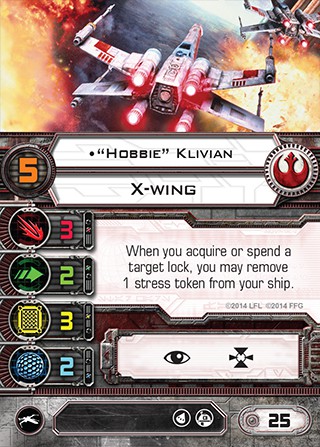 •“Hobbie” Klivian
5
X-wing
3
When you acquire or spend a
2
target lock, you may remove
1 stress token from your ship.
©2014 LFL ©2014 FFG
3
2
25